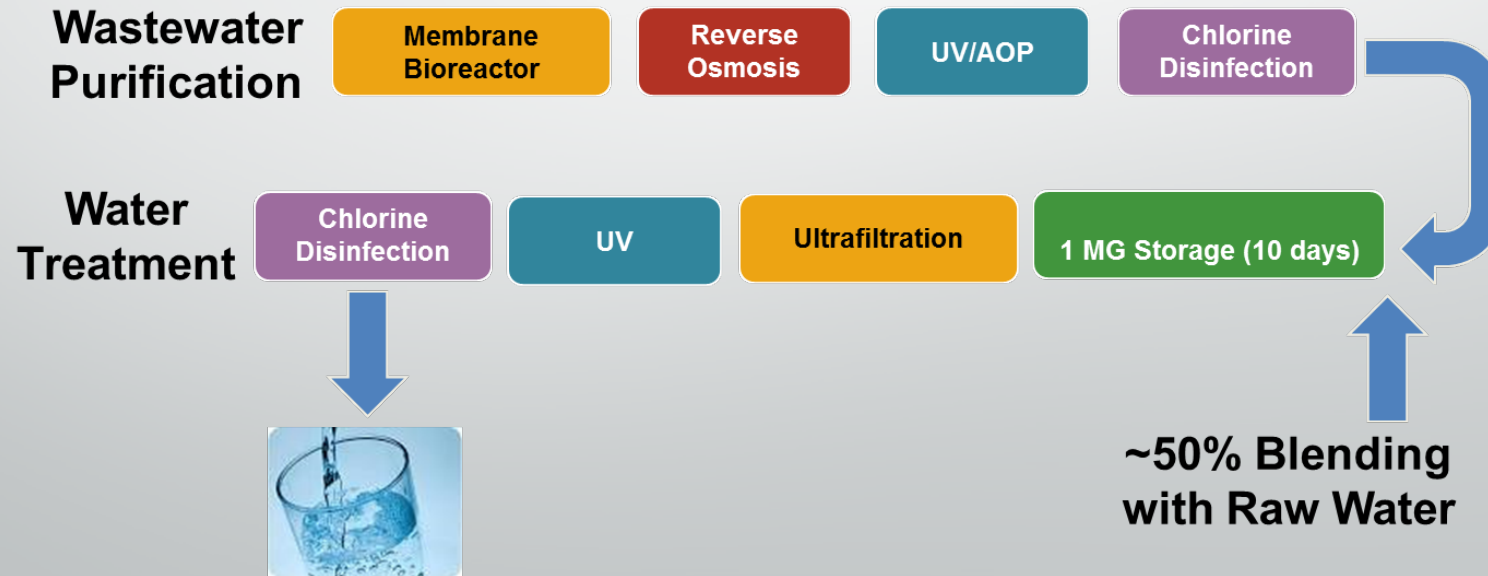 Wastewater
Purification
Membrane
Bioreactor
Reverse
Osmosis
UV/AOP
Chlorine
Disinfection
Water
Treatment
Chlorine
Disinfection
UV
Ultrafiltration
1 MG Storage (10 days)
~50% Blending
with Raw Water